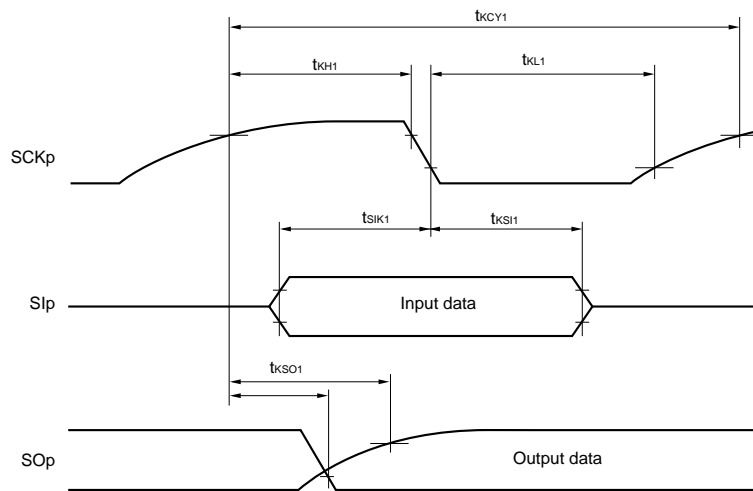 tKCY1
tKH1
tKL1
SCKp
tSIK1
tKSI1
SIp
Input data
tKSO1
SOp
Output data